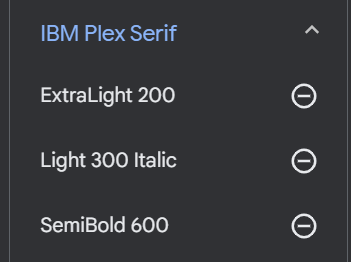 IBM Plex Serif
ExtraLight 200
Light 300 Italic
SemiBold 600